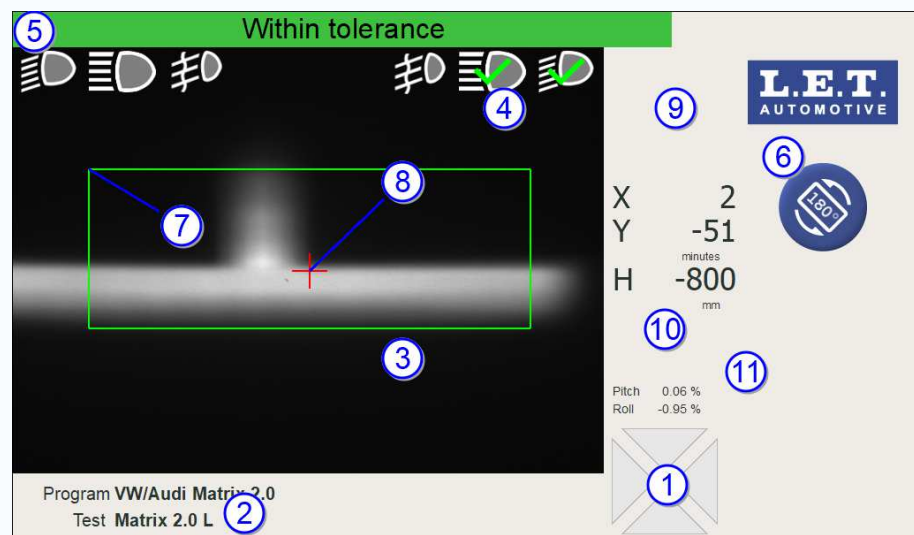 Within tolerance
5
4
9
L.E.T.
AUTOMOTIVE
6
180°
7
8
X 2
Y -51
minutes
H -800
mm
10
3
11
Pitch 0.06 %
Roll -0.95 %
1
Program VW/Audi Matrix 2.0
Test Matrix 2.0 L
2